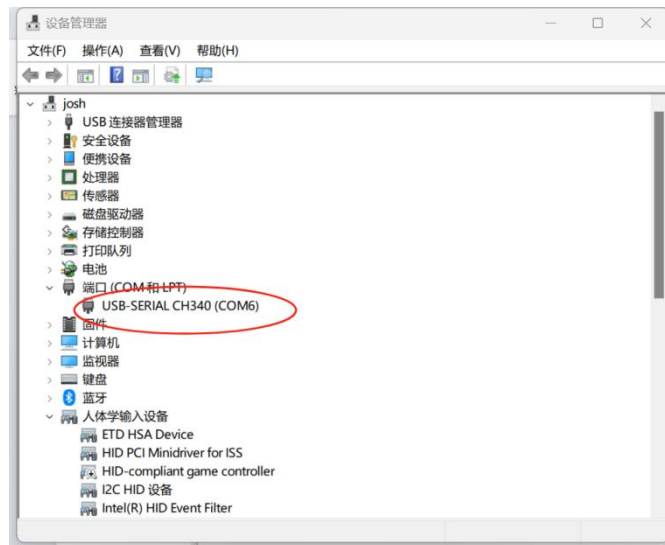 设备管理器
文件(F) 操作(A) 查看(V) 帮助(H)
josh
USB 连接器管理器
安全设备
便携设备
处理器
传感器
磁盘驱动器
存储控制器
打印队列
电池
端口 (COM 和 LPT)
USB-SERIAL CH340 (COM6)
固件
计算机
监视器
键盘
蓝牙
人体学输入设备
ETD HSA Device
HID PCI Minidriver for ISS
HID-compliant game controller
I2C HID 设备
Intel(R) HID Event Filter